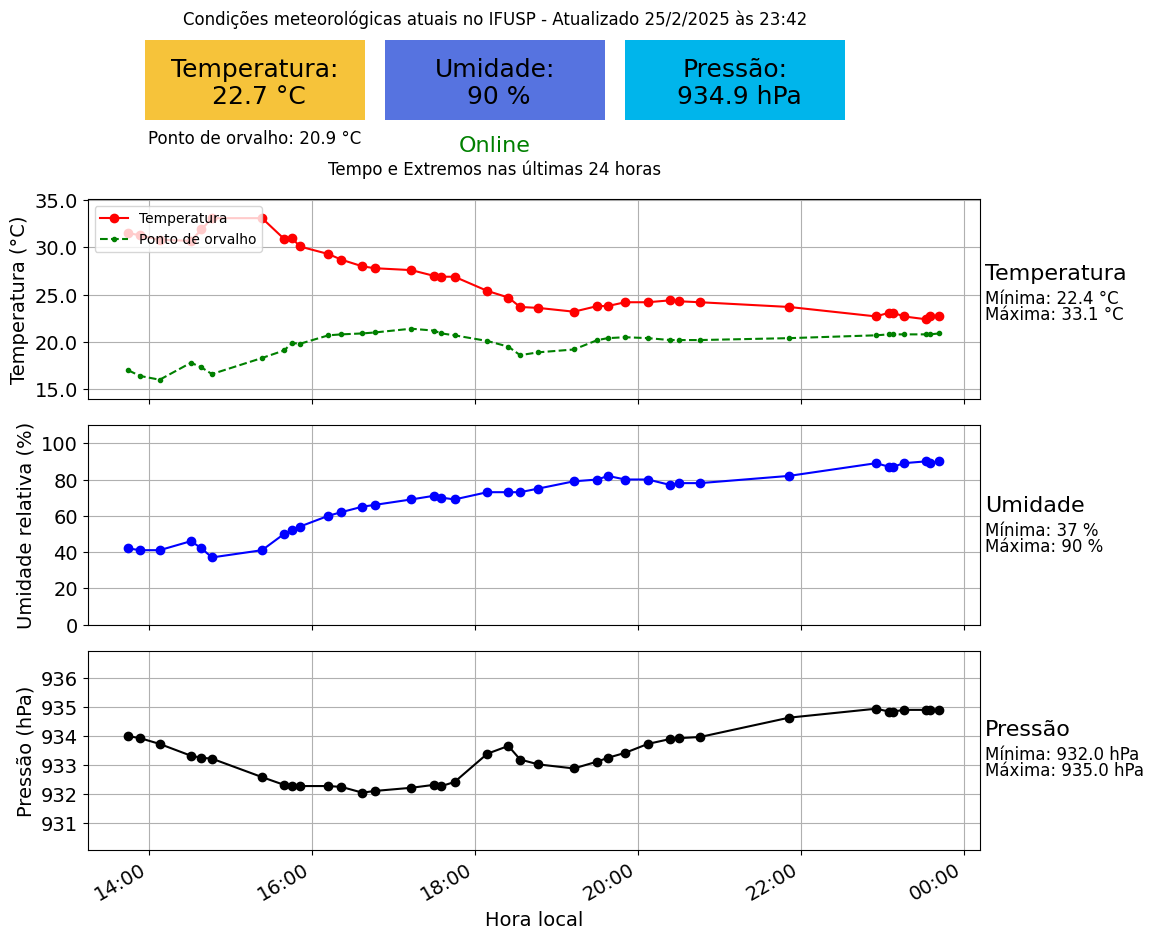 Condições meteorológicas atuais no IFUSP - Atualizado 25/2/2025 às 23:42
Temperatura:
22.7 °C
Umidade:
90 %
Pressão:
934.9 hPa
Ponto de orvalho: 20.9 °C
Online
Tempo e Extremos nas últimas 24 horas
Temperatura (°C)
35.0
30.0
25.0
20.0
15.0
Temperatura
Ponto de orvalho
Temperatura
Mínima: 22.4 °C
Máxima: 33.1 °C
Umidade relativa (%)
100
80
60
40
20
0
Umidade
Mínima: 37 %
Máxima: 90 %
Pressão (hPa)
936
935
934
933
932
931
Pressão
Mínima: 932.0 hPa
Máxima: 935.0 hPa
14:00
16:00
18:00
20:00
22:00
00:00
Hora local